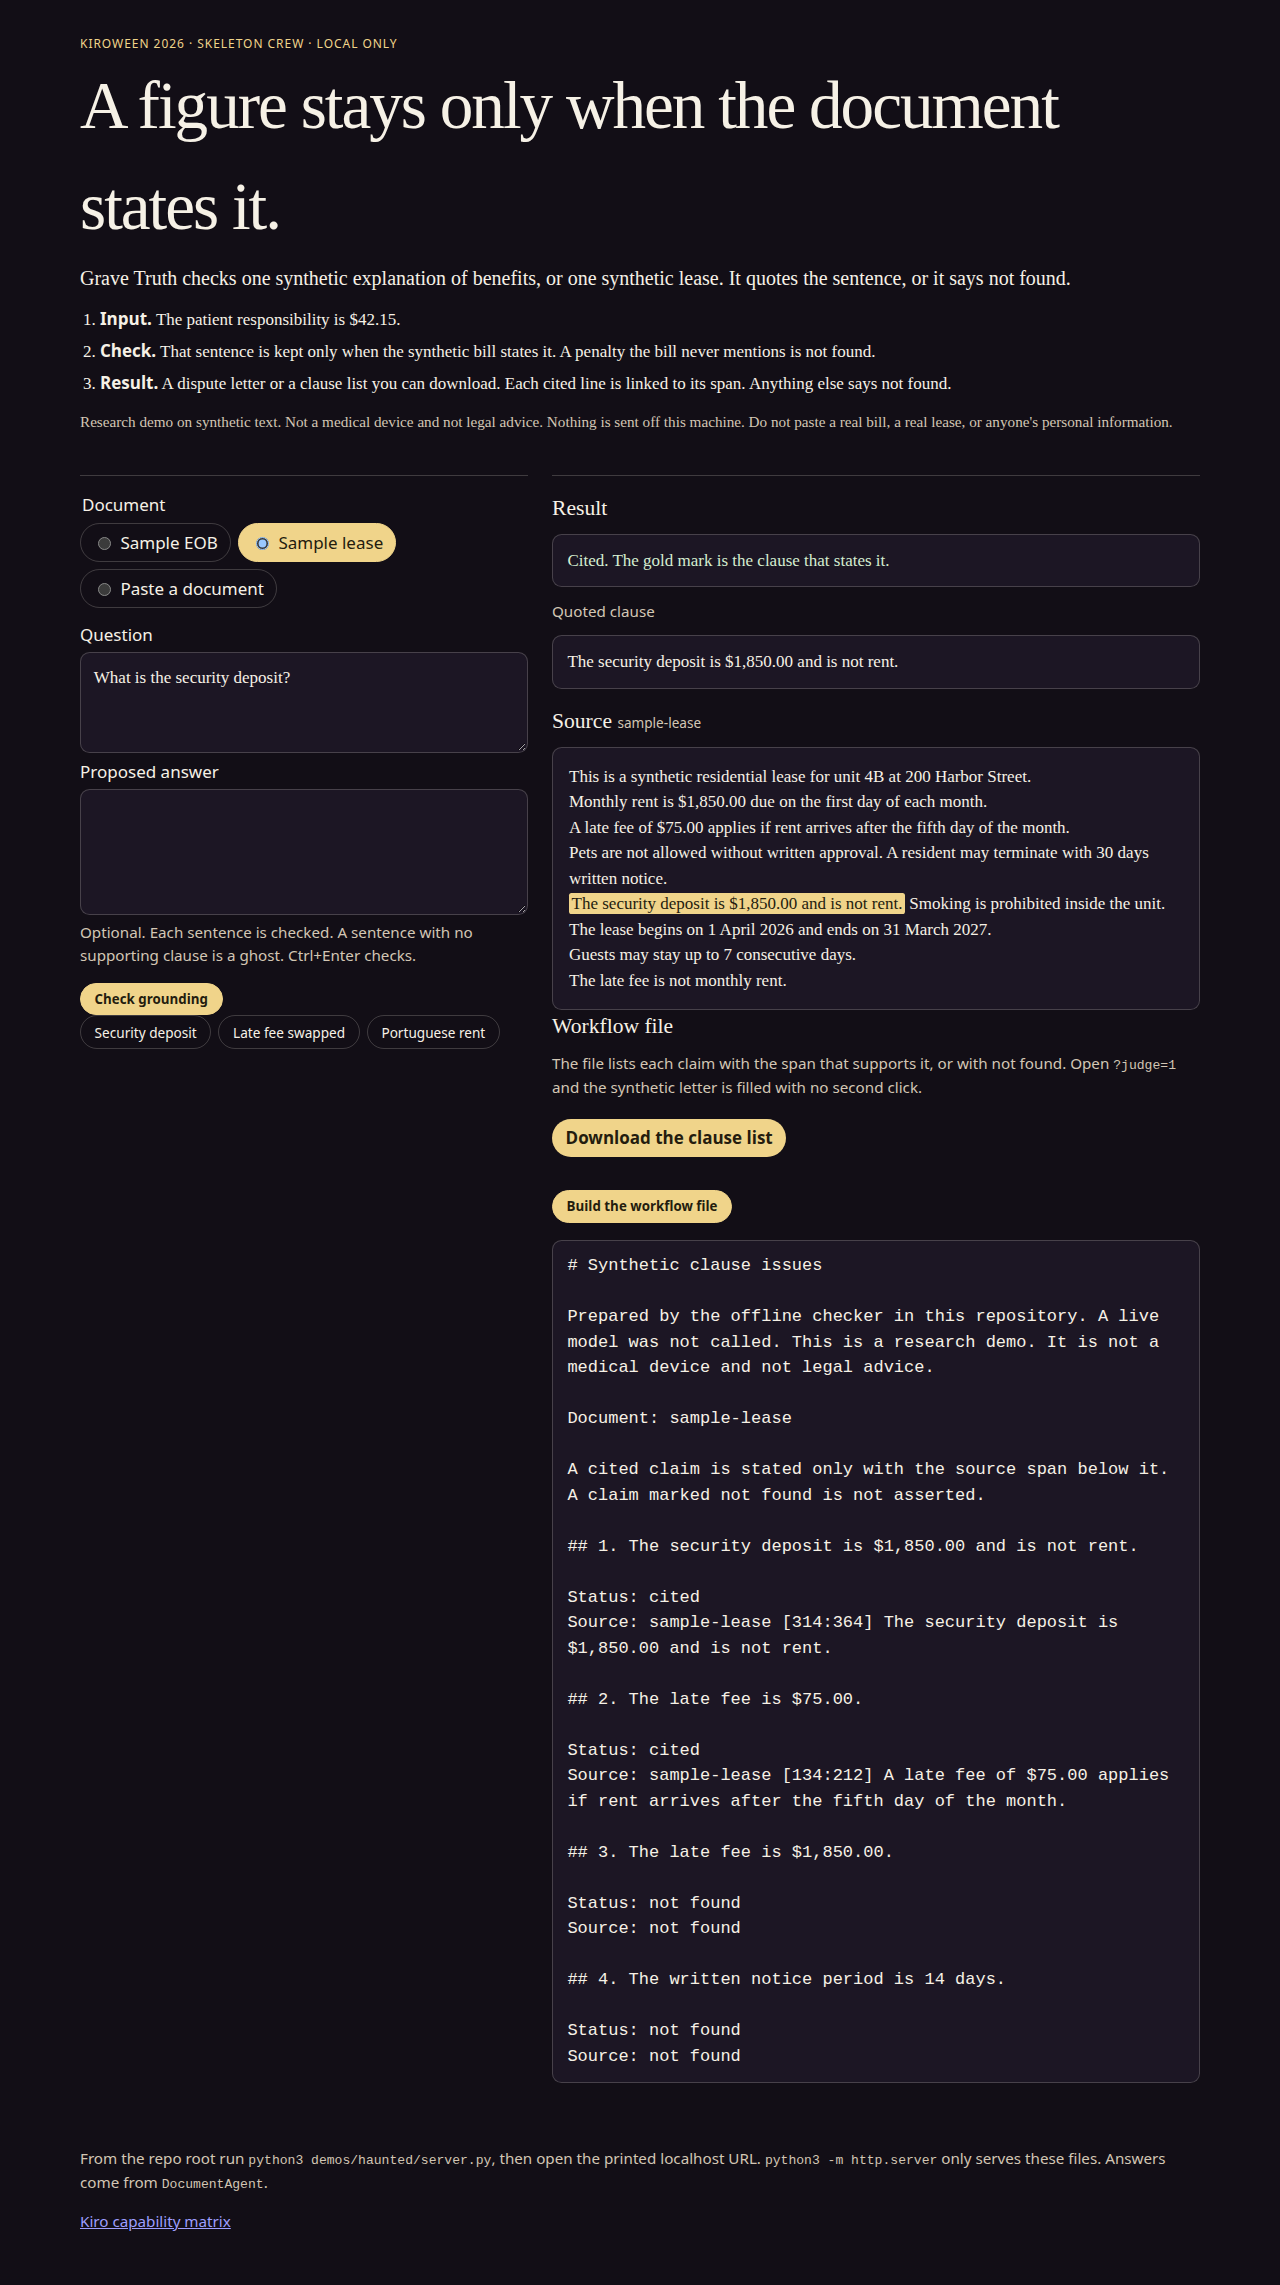 KIROWEEN 2026 · SKELETON CREW · LOCAL ONLY
A figure stays only when the document
states it.
Grave Truth checks one synthetic explanation of benefits, or one synthetic lease. It quotes the sentence, or it says not found.
1. Input. The patient responsibility is $42.15.
2. Check. That sentence is kept only when the synthetic bill states it. A penalty the bill never mentions is not found.
3. Result. A dispute letter or a clause list you can download. Each cited line is linked to its span. Anything else says not found.
Research demo on synthetic text. Not a medical device and not legal advice. Nothing is sent off this machine. Do not paste a real bill, a real lease, or anyone's personal information.
Document
Sample EOB
Sample lease
Paste a document
Question
What is the security deposit?
Proposed answer
Optional. Each sentence is checked. A sentence with no
supporting clause is a ghost. Ctrl+Enter checks.
Check grounding
Security deposit
Late fee swapped
Portuguese rent
Result
Cited. The gold mark is the clause that states it.
Quoted clause
The security deposit is $1,850.00 and is not rent.
Source sample-lease
This is a synthetic residential lease for unit 4B at 200 Harbor Street.
Monthly rent is $1,850.00 due on the first day of each month.
A late fee of $75.00 applies if rent arrives after the fifth day of the month.
Pets are not allowed without written approval. A resident may terminate with 30 days
written notice.
The security deposit is $1,850.00 and is not rent. Smoking is prohibited inside the unit.
The lease begins on 1 April 2026 and ends on 31 March 2027.
Guests may stay up to 7 consecutive days.
The late fee is not monthly rent.
Workflow file
The file lists each claim with the span that supports it, or with not found. Open ?judge=1
and the synthetic letter is filled with no second click.
Download the clause list
Build the workflow file
# Synthetic clause issues
Prepared by the offline checker in this repository. A live
model was not called. This is a research demo. It is not a
medical device and not legal advice.
Document: sample-lease
A cited claim is stated only with the source span below it.
A claim marked not found is not asserted.
## 1. The security deposit is $1,850.00 and is not rent.
Status: cited
Source: sample-lease [314:364] The security deposit is
$1,850.00 and is not rent.
## 2. The late fee is $75.00.
Status: cited
Source: sample-lease [134:212] A late fee of $75.00 applies
if rent arrives after the fifth day of the month.
## 3. The late fee is $1,850.00.
Status: not found
Source: not found
## 4. The written notice period is 14 days.
Status: not found
Source: not found
From the repo root run python3 demos/haunted/server.py, then open the printed localhost URL. python3 -m http.server only serves these files. Answers
come from DocumentAgent.
Kiro capability matrix